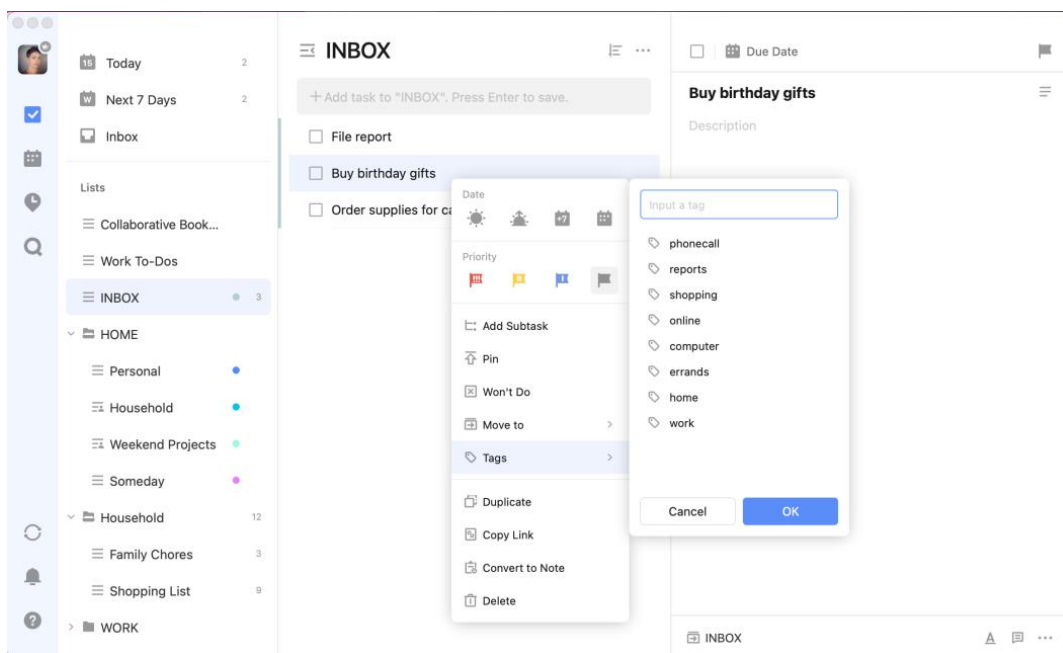 15 Today 2
W Next 7 Days 2
Inbox
Lists
Collaborative Book...
Work To-Dos
INBOX 3
HOME
Personal
Household
Weekend Projects
Someday
Household 12
Family Chores 3
Shopping List 9
WORK
INBOX
+ Add task to "INBOX". Press Enter to save.
File report
Buy birthday gifts
Order supplies for
Date
+7
Priority
!!!
!!
!
Add Subtask
Pin
Won't Do
Move to
Tags
Duplicate
Copy Link
Convert to Note
Delete
Input a tag
phonecall
reports
shopping
online
computer
errands
home
work
Cancel
OK
Due Date
Buy birthday gifts
Description
INBOX
A